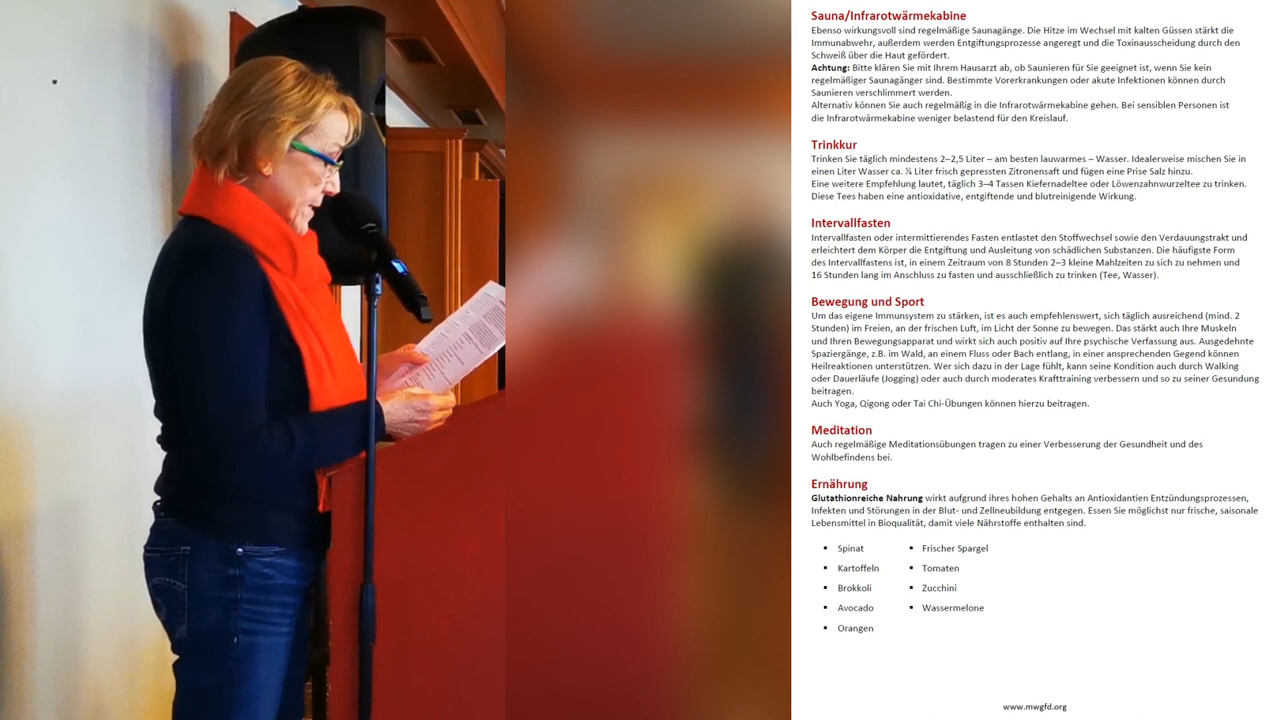 Sauna/Infrarotwärmekabine
Ebenso wirkungsvoll sind regelmäßige Saunagänge. Die Hitze im Wechsel mit kalten Güssen stärkt die
Immunabwehr, außerdem werden Entgiftungsprozesse angeregt und die Toxinausscheidung durch den
Schweiß über die Haut gefördert.
Achtung: Bitte klären Sie mit Ihrem Hausarzt ab, ob Saunieren für Sie geeignet ist, wenn Sie kein
regelmäßiger Saunagänger sind. Bestimmte Vorerkrankungen oder akute Infektionen können durch
Saunieren verschlimmert werden.
Alternativ können Sie auch regelmäßig in die Infrarotwärmekabine gehen. Bei sensiblen Personen ist
die Infrarotwärmekabine weniger belastend für den Kreislauf.
Trinkkur
Trinken Sie täglich mindestens 2–2,5 Liter – am besten lauwarmes – Wasser. Idealerweise mischen Sie in
einen Liter Wasser ca. ¼ Liter frisch gepressten Zitronensaft und fügen eine Prise Salz hinzu.
Eine weitere Empfehlung lautet, täglich 3–4 Tassen Kiefernadeltee oder Löwenzahnwurzeltee zu trinken.
Diese Tees haben eine antioxidative, entgiftende und blutreinigende Wirkung.
Intervallfasten
Intervallfasten oder intermittierendes Fasten entlastet den Stoffwechsel sowie den Verdauungstrakt und
erleichtert dem Körper die Entgiftung und Ausleitung von schädlichen Substanzen. Die häufigste Form
des Intervallfastens ist, in einem Zeitraum von 8 Stunden 2–3 kleine Mahlzeiten zu sich zu nehmen und
16 Stunden lang im Anschluss zu fasten und ausschließlich zu trinken (Tee, Wasser).
Bewegung und Sport
Um das eigene Immunsystem zu stärken, ist es auch empfehlenswert, sich täglich ausreichend (mind. 2
Stunden) im Freien, an der frischen Luft, im Licht der Sonne zu bewegen. Das stärkt auch Ihre Muskeln
und Ihren Bewegungsapparat und wirkt sich auch positiv auf Ihre psychische Verfassung aus. Ausgedehnte
Spaziergänge, z.B. im Wald, an einem Fluss oder Bach entlang, in einer ansprechenden Gegend können
Heilreaktionen unterstützen. Wer sich dazu in der Lage fühlt, kann seine Kondition auch durch Walking
oder Dauerläufe (Jogging) oder auch durch moderates Krafttraining verbessern und so zu seiner Gesundung
beitragen.
Auch Yoga, Qigong oder Tai Chi-Übungen können hierzu beitragen.
Meditation
Auch regelmäßige Meditationsübungen tragen zu einer Verbesserung der Gesundheit und des
Wohlbefindens bei.
Ernährung
Glutathionreiche Nahrung wirkt aufgrund ihres hohen Gehalts an Antioxidantien Entzündungsprozessen,
Infekten und Störungen in der Blut- und Zellneubildung entgegen. Essen Sie möglichst nur frische, saisonale
Lebensmittel in Bioqualität, damit viele Nährstoffe enthalten sind.
▪ Spinat
▪ Kartoffeln
▪ Brokkoli
▪ Avocado
▪ Orangen
▪ Frischer Spargel
▪ Tomaten
▪ Zucchini
▪ Wassermelone
www.mwgfd.org